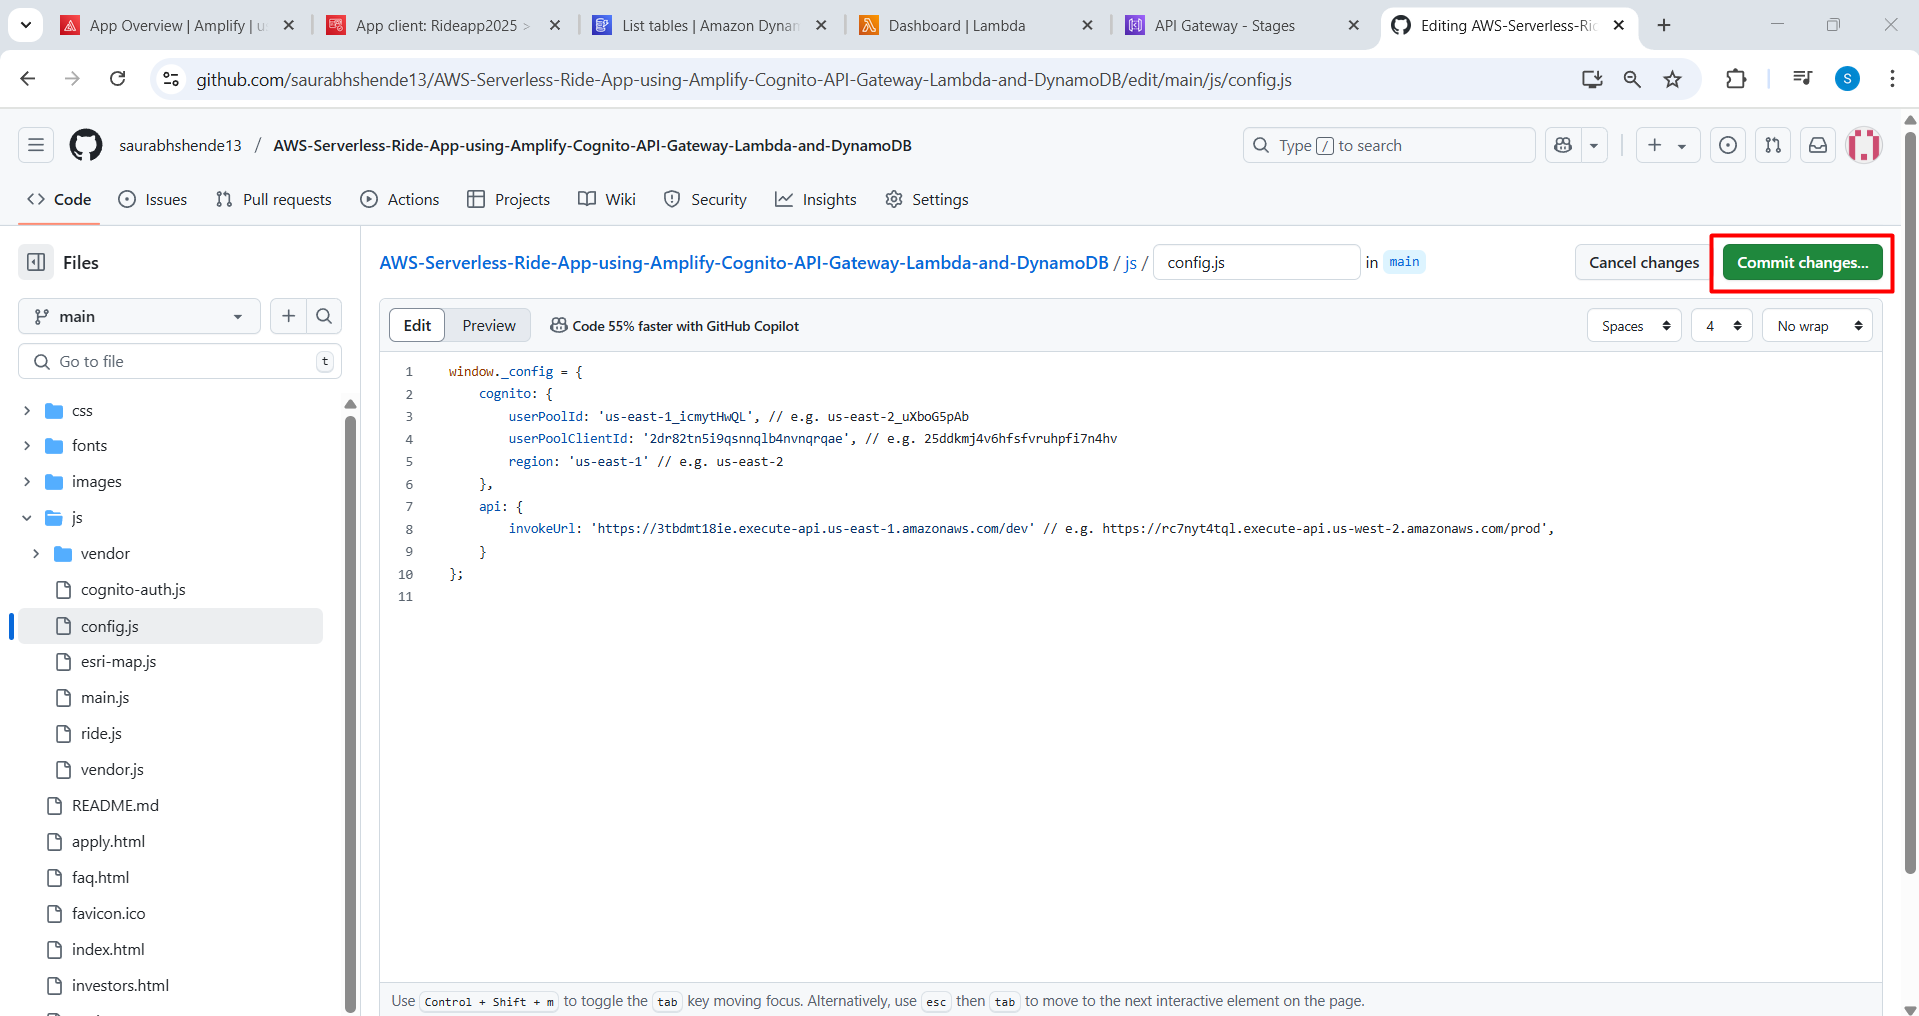 App Overview | Amplify | us
App client: Rideapp2025 >
List tables | Amazon Dynam
Dashboard | Lambda
API Gateway - Stages
Editing AWS-Serverless-Ri
github.com/saurabhshende13/AWS-Serverless-Ride-App-using-Amplify-Cognito-API-Gateway-Lambda-and-DynamoDB/edit/main/js/config.js
S
saurabhshende13 / AWS-Serverless-Ride-App-using-Amplify-Cognito-API-Gateway-Lambda-and-DynamoDB
Type / to search
Code
Issues
Pull requests
Actions
Projects
Wiki
Security
Insights
Settings
Files
AWS-Serverless-Ride-App-using-Amplify-Cognito-API-Gateway-Lambda-and-DynamoDB / js / config.js in main
Cancel changes
Commit changes...
main
Go to file
t
css
fonts
images
js
vendor
cognito-auth.js
config.js
esri-map.js
main.js
ride.js
vendor.js
README.md
apply.html
faq.html
favicon.ico
index.html
investors.html
Edit
Preview
Code 55% faster with GitHub Copilot
Spaces
4
No wrap
1 window._config = {
2 cognito: {
3 userPoolId: 'us-east-1_icmytHwQL', // e.g. us-east-2_uXboG5pAb
4 userPoolClientId: '2dr82tn5i9qsnnqlb4nvnqrqae', // e.g. 25ddkmj4v6hfsfvruhpfi7n4hv
5 region: 'us-east-1' // e.g. us-east-2
6 },
7 api: {
8 invokeUrl: 'https://3tbdmt18ie.execute-api.us-east-1.amazonaws.com/dev' // e.g. https://rc7nyt4tql.execute-api.us-west-2.amazonaws.com/prod',
9 }
10 };
11
Use Control + Shift + m to toggle the tab key moving focus. Alternatively, use esc then tab to move to the next interactive element on the page.